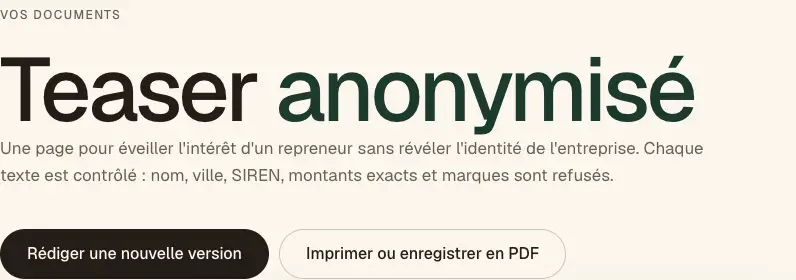 VOS DOCUMENTS
Teaser anonymisé
Une page pour éveiller l'intérêt d'un repreneur sans révéler l'identité de l'entreprise. Chaque
texte est contrôlé : nom, ville, SIREN, montants exacts et marques sont refusés.
Rédiger une nouvelle version
Imprimer ou enregistrer en PDF